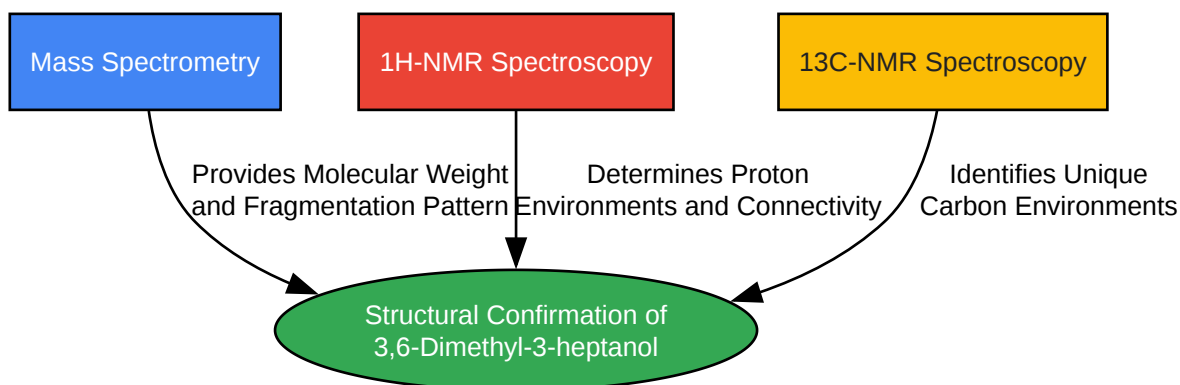 Mass Spectrometry
1H-NMR Spectroscopy
13C-NMR Spectroscopy
Provides Molecular Weight
and Fragmentation Pattern
Determines Proton
Environments and Connectivity
Identifies Unique
Carbon Environments
Structural Confirmation of
3,6-Dimethyl-3-heptanol